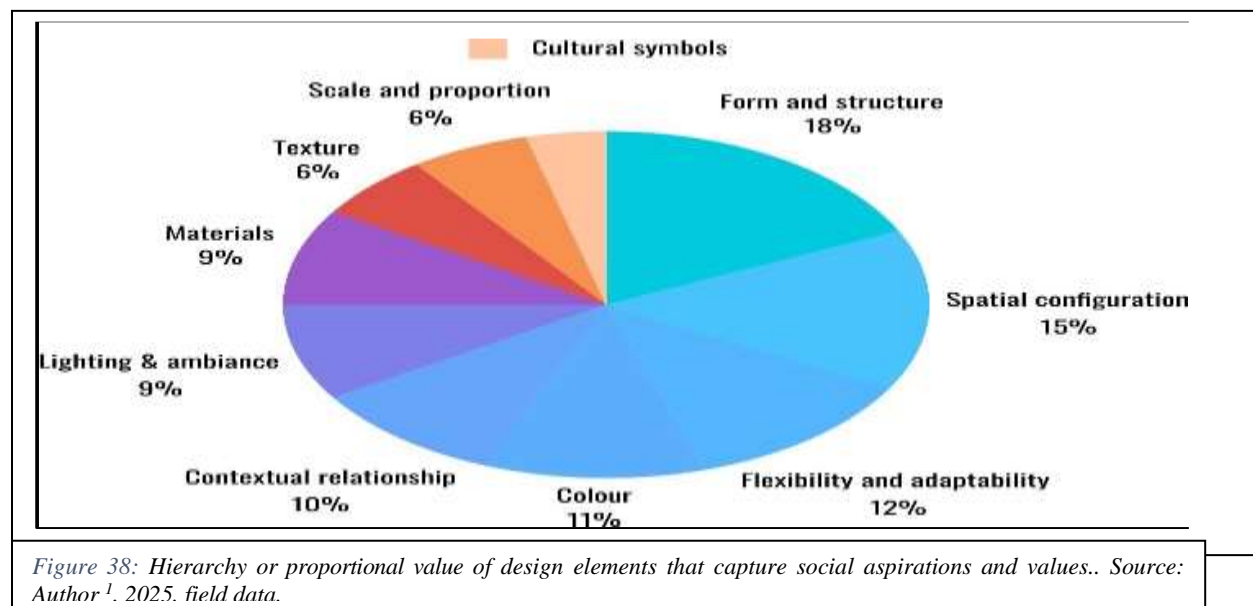 Cultural symbols
Scale and proportion
6%
Form and structure
18%
Texture
6%
Materials
9%
Spatial configuration
15%
Lighting & ambiance
9%
Contextual relationship
10%
Colour
11%
Flexibility and adaptability
12%
Figure 38: Hierarchy or proportional value of design elements that capture social aspirations and values.. Source:
Author 1, 2025, field data.